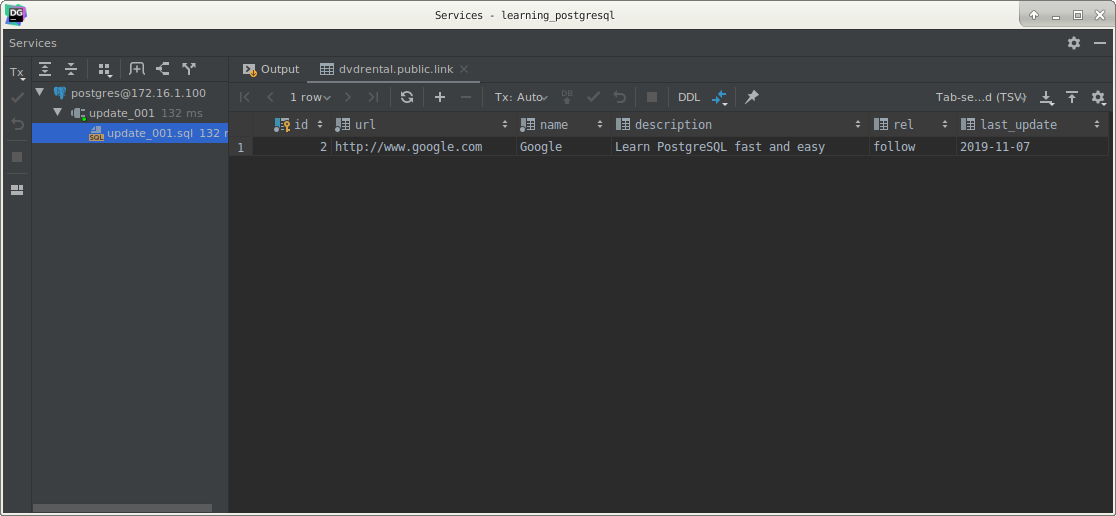 DG
Services - learning_postgresql
Services
Tx
Output
dvdrental.public.link
postgres@172.16.1.100
1 row
Tx: Auto
DB
DDL
Tab-se...d (TSV)
update_001 132 ms
id url name description rel last_update
SQL update_001.sql 132
1 2 http://www.google.com Google Learn PostgreSQL fast and easy follow 2019-11-07